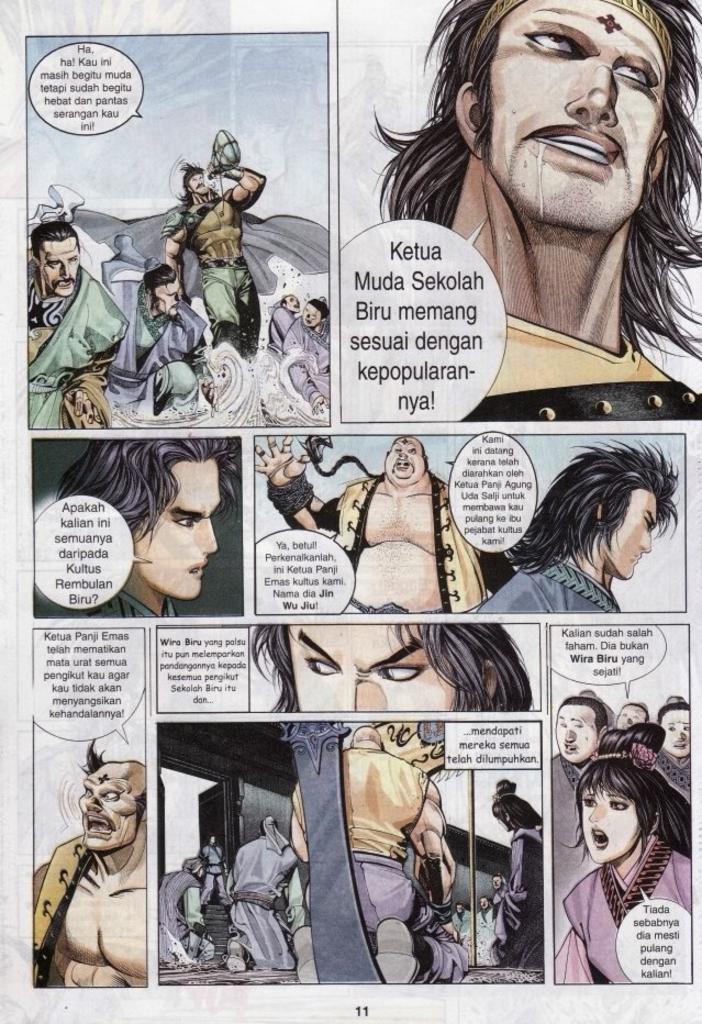 Ha,
ha! Kau ini
masih begitu muda
tetapi sudah begitu
hebat dan pantas
serangan kau
ini!
Ketua
Muda Sekolah
Biru memang
sesuai dengan
kepopularan-
nya!
Apakah
kalian ini
semuanya
daripada
Kultus
Rembulan
Biru?
Ya, betul!
Perkenalkanlah,
ini Ketua Panji
Emas kultus kami.
Nama dia Jin
Wu Jiu!
Kami
ini datang
kerana telah
diarahkan oleh
Ketua Panji Agung
Uda Salji untuk
membawa kau
pulang ke ibu
pejabat kultus
kami!
Ketua Panji Emas
telah mematikan
mata urat semua
pengikut kau agar
kau tidak akan
menyangsikan
kehandalannya!
Wira Biru yang palsu
itu pun melemparkan
pandangannya kepada
kesemua pengikut
Sekolah Biru itu
dan...
...mendapati
mereka semua
telah dilumpuhkan.
Kalian sudah salah
faham. Dia bukan
Wira Biru yang
sejati!
Tiada
sebabnya
dia mesti
pulang
dengan
kalian!
11